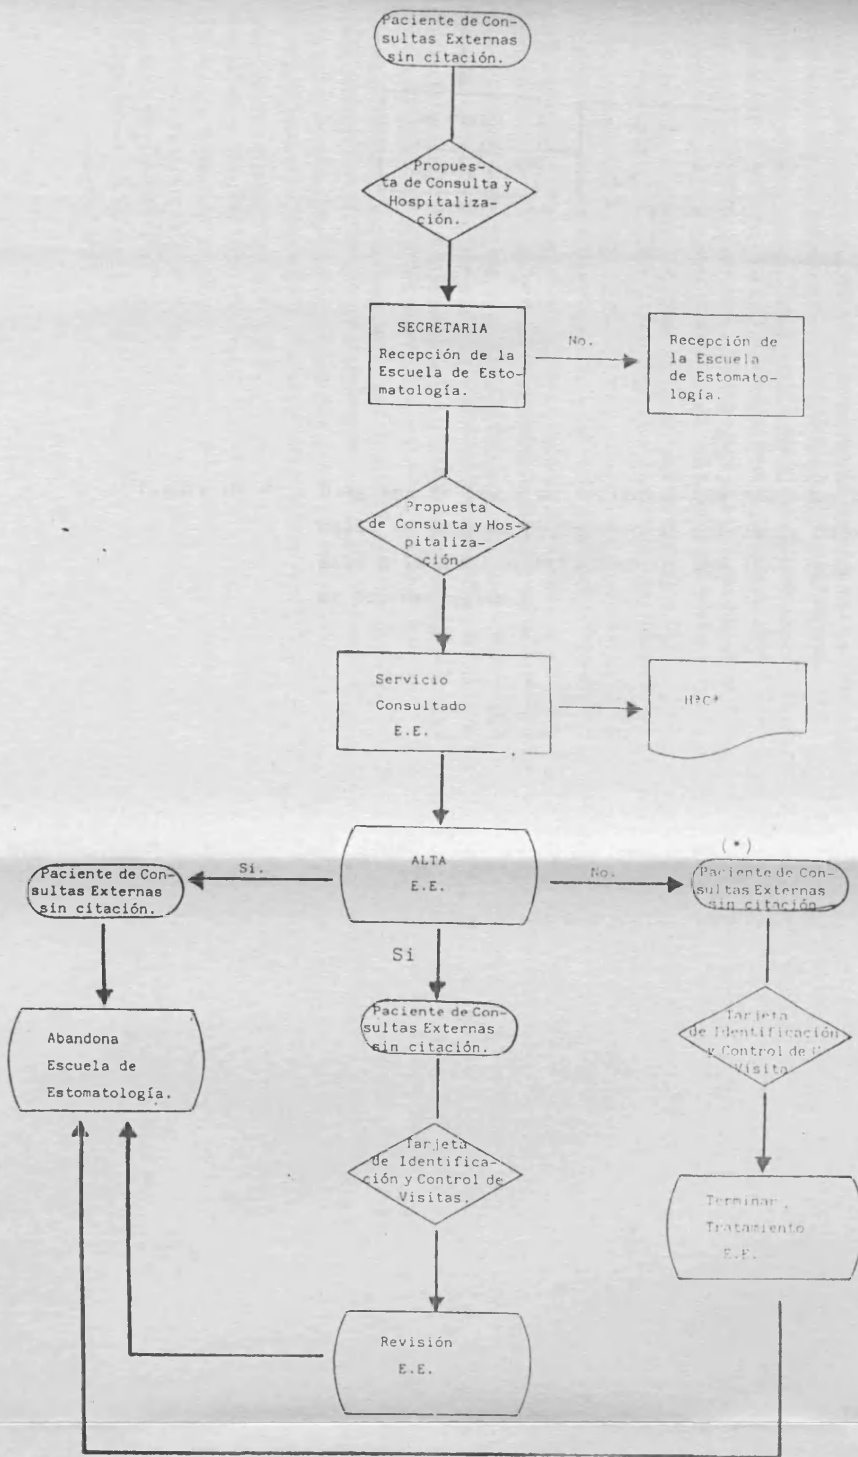 Paciente de Con-
sultas Externas
sin citación.
Propues-
ta de Consulta y
Hospitaliza-
ción.
SECRETARIA
Recepción de la
Escuela de Esto-
matología.
No.
Recepción de
la Escuela
de Estomato-
logía.
Propuesta
de Consulta y Hos-
pitaliza-
ción.
Servicio
Consultado
E.E.
HªCª
ALTA
E.E.
Sí.
Paciente de Con-
sultas Externas
sin citación.
Abandona
Escuela de
Estomatología.
Si
Paciente de Con-
sultas Externas
sin citación.
Tarjeta
de Identifica-
ción y Control de
Visitas.
Revisión
E.E.
No.
(*)
Paciente de Con-
sultas Externas
sin citación
Tarjeta
de Identificación
y Control de
Visita
Terminar
Tratamiento
E.E.